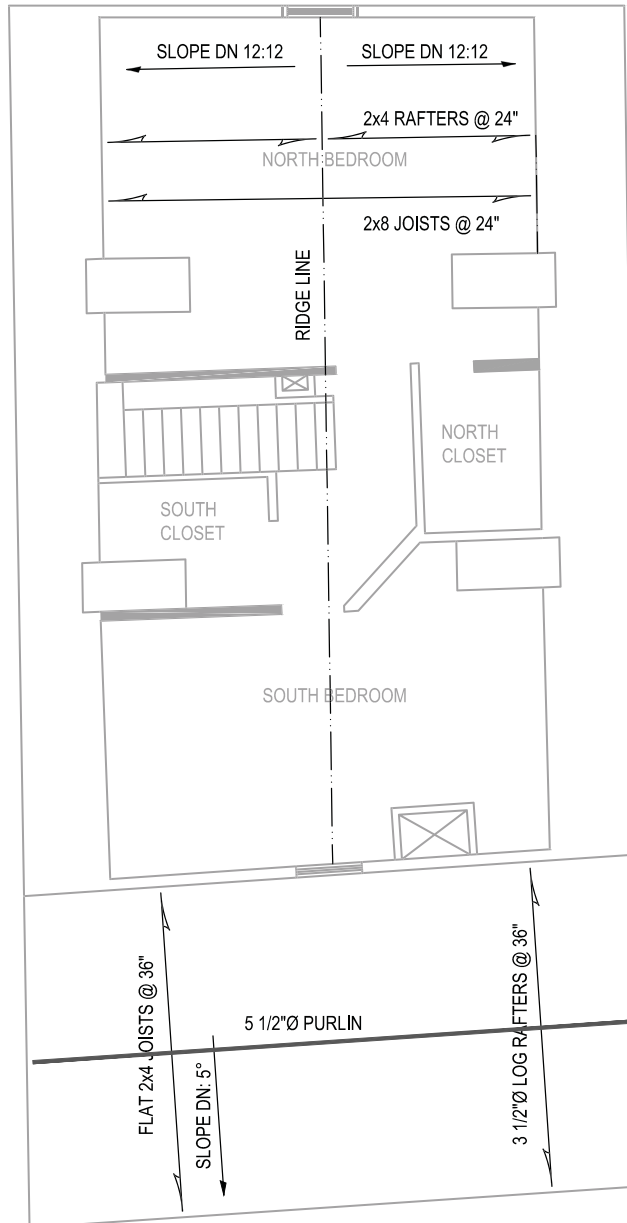 SLOPE DN 12:12
SLOPE DN 12:12
2x4 RAFTERS @ 24"
NORTH BEDROOM
2x8 JOISTS @ 24"
RIDGE LINE
NORTH
CLOSET
SOUTH
CLOSET
SOUTH BEDROOM
FLAT 2x4 JOISTS @ 36"
3 1/2"Ø LOG RAFTERS @ 36"
5 1/2"Ø PURLIN
SLOPE DN: 5°